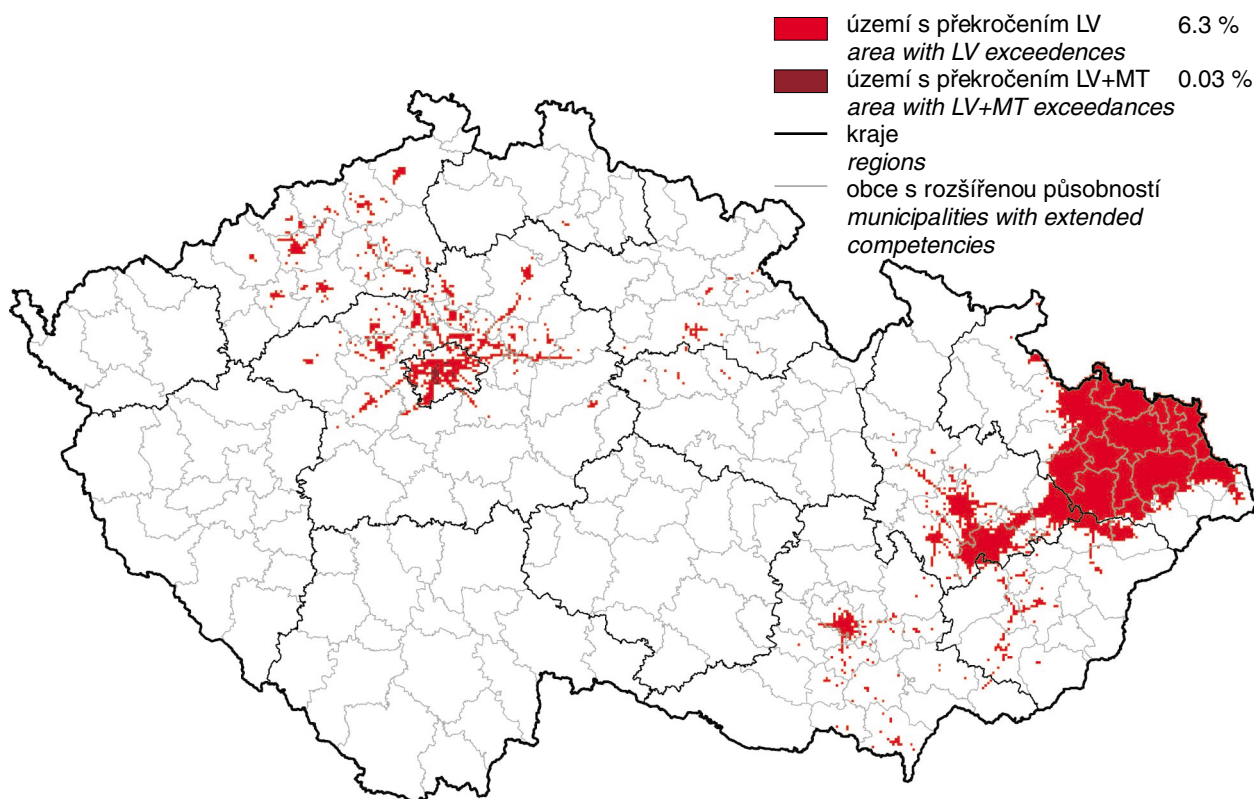 území s překročením LV 6.3 %
area with LV exceedences
území s překročením LV+MT 0.03 %
area with LV+MT exceedances
kraje
regions
obce s rozšířenou působností
municipalities with extended
competencies